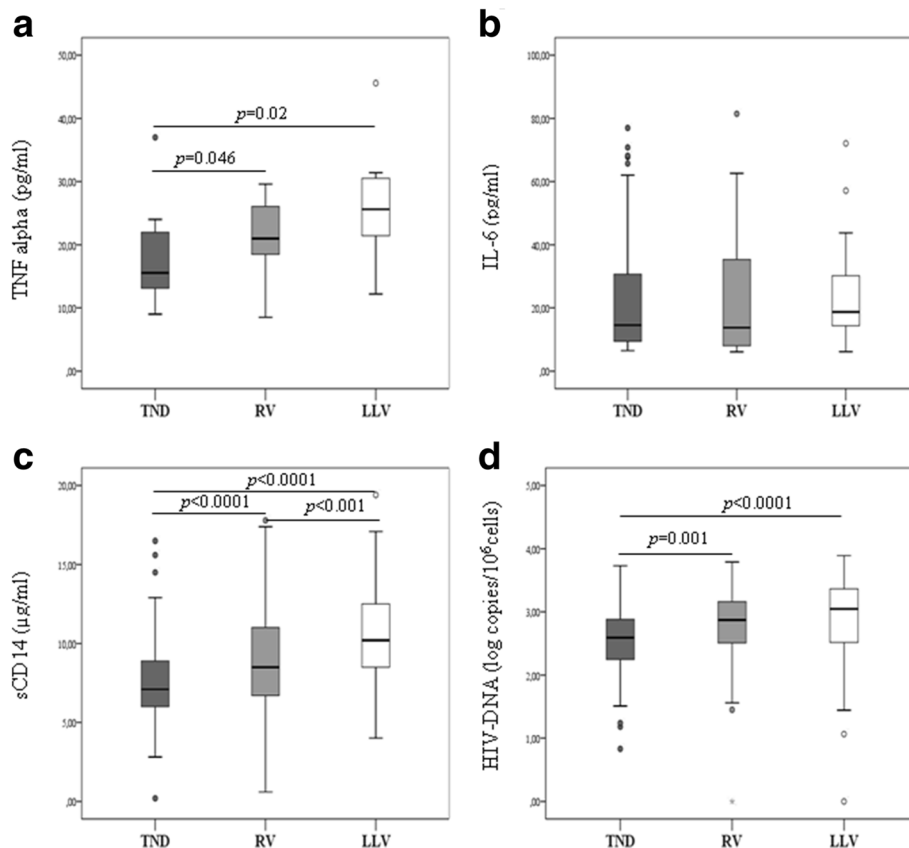 a
50,00
40,00
30,00
20,00
10,00
,00
TNF alpha (pg/ml)
p=0.02
p=0.046
TND RV LLV
b
100,00
80,00
60,00
40,00
20,00
,00
IL-6 (pg/ml)
TND RV LLV
c
20,00
15,00
10,00
5,00
,00
sCD14 (µg/ml)
p<0.0001
p<0.0001
p<0.001
TND RV LLV
d
5,00
4,00
3,00
2,00
1,00
,00
HIV-DNA (log copies/10⁶cells)
p<0.0001
p=0.001
TND RV LLV